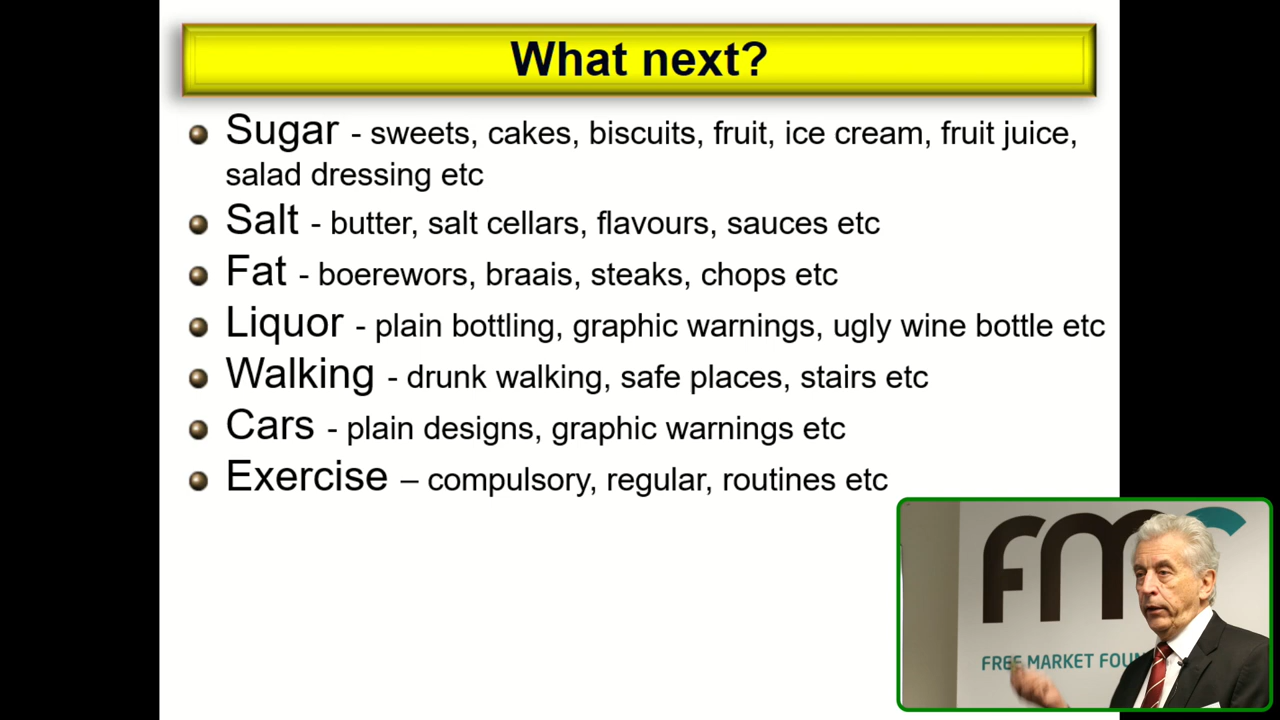 What next?
Sugar - sweets, cakes, biscuits, fruit, ice cream, fruit juice,
salad dressing etc
Salt - butter, salt cellars, flavours, sauces etc
Fat - boerewors, braais, steaks, chops etc
Liquor - plain bottling, graphic warnings, ugly wine bottle etc
Walking - drunk walking, safe places, stairs etc
Cars - plain designs, graphic warnings etc
Exercise – compulsory, regular, routines etc
fm
FREE MARKET FOUN